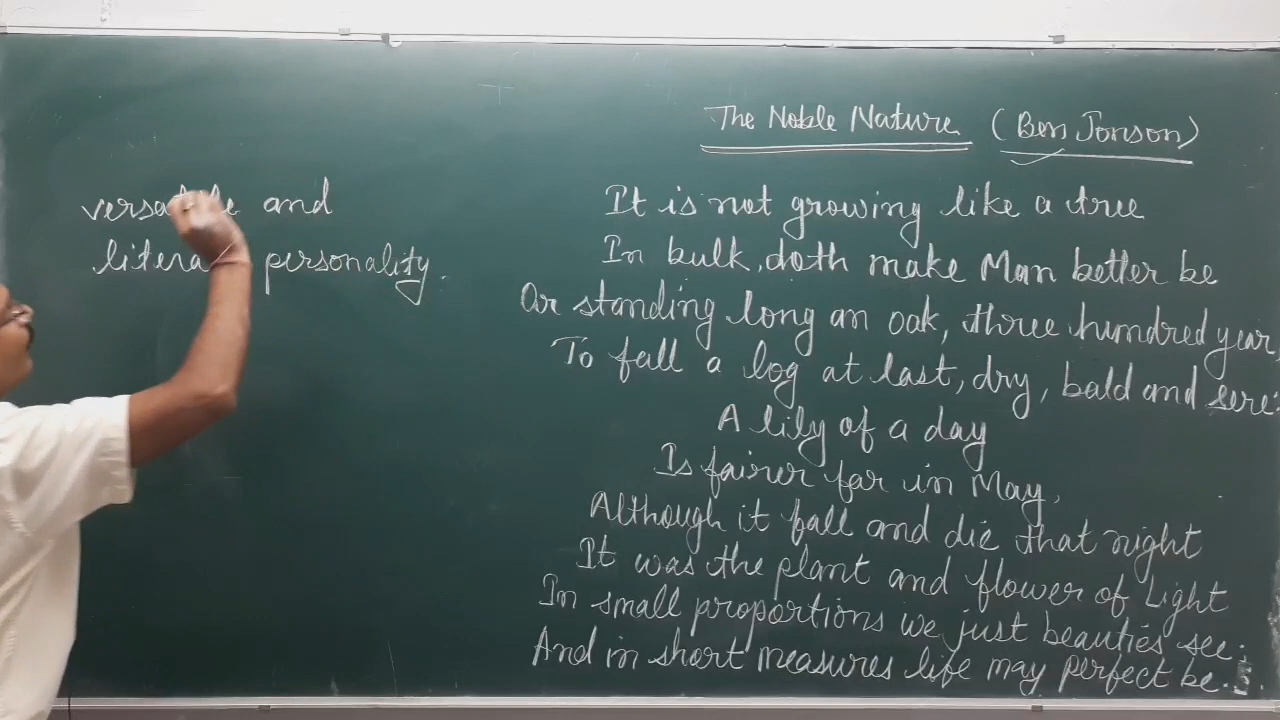 The Noble Nature (Ben Jonson)
versatile and
literary personality.
It is not growing like a tree
In bulk, doth make Man better be
Or standing long an oak, three hundred year
To fall a log at last, dry, bald and sere:
A lily of a day
Is fairer far in May,
Although it fall and die that night
It was the plant and flower of Light
In small proportions we just beauties see.
And in short measures life may perfect be.